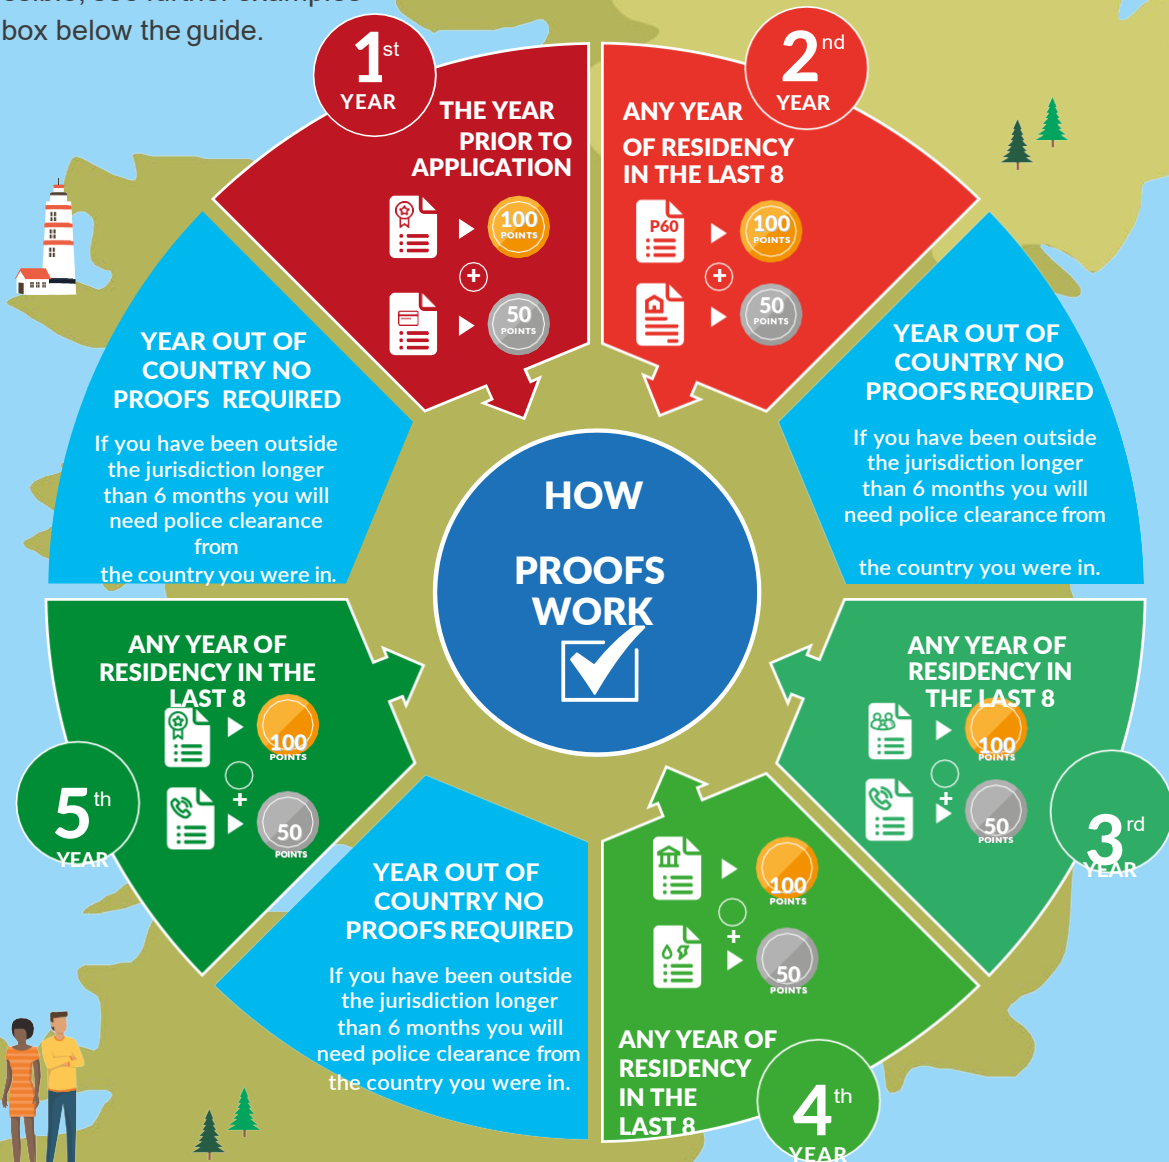 box below the guide.
1st
YEAR
THE YEAR
PRIOR TO
APPLICATION
100
POINTS
+
50
POINTS
2nd
YEAR
ANY YEAR
OF RESIDENCY
IN THE LAST 8
P60
100
POINTS
+
50
POINTS
YEAR OUT OF
COUNTRY NO
PROOFS REQUIRED
If you have been outside
the jurisdiction longer
than 6 months you will
need police clearance from
the country you were in.
ANY YEAR OF
RESIDENCY IN
THE LAST 8
100
POINTS
+
50
POINTS
3rd
YEAR
ANY YEAR OF
RESIDENCY
IN THE
LAST 8
100
POINTS
+
50
POINTS
4th
YEAR
YEAR OUT OF
COUNTRY NO
PROOFS REQUIRED
If you have been outside
the jurisdiction longer
than 6 months you will
need police clearance from
the country you were in.
ANY YEAR OF
RESIDENCY IN THE
LAST 8
100
POINTS
+
50
POINTS
5th
YEAR
YEAR OUT OF
COUNTRY NO
PROOFS REQUIRED
If you have been outside
the jurisdiction longer
than 6 months you will
need police clearance
from
the country you were in.
HOW
PROOFS
WORK